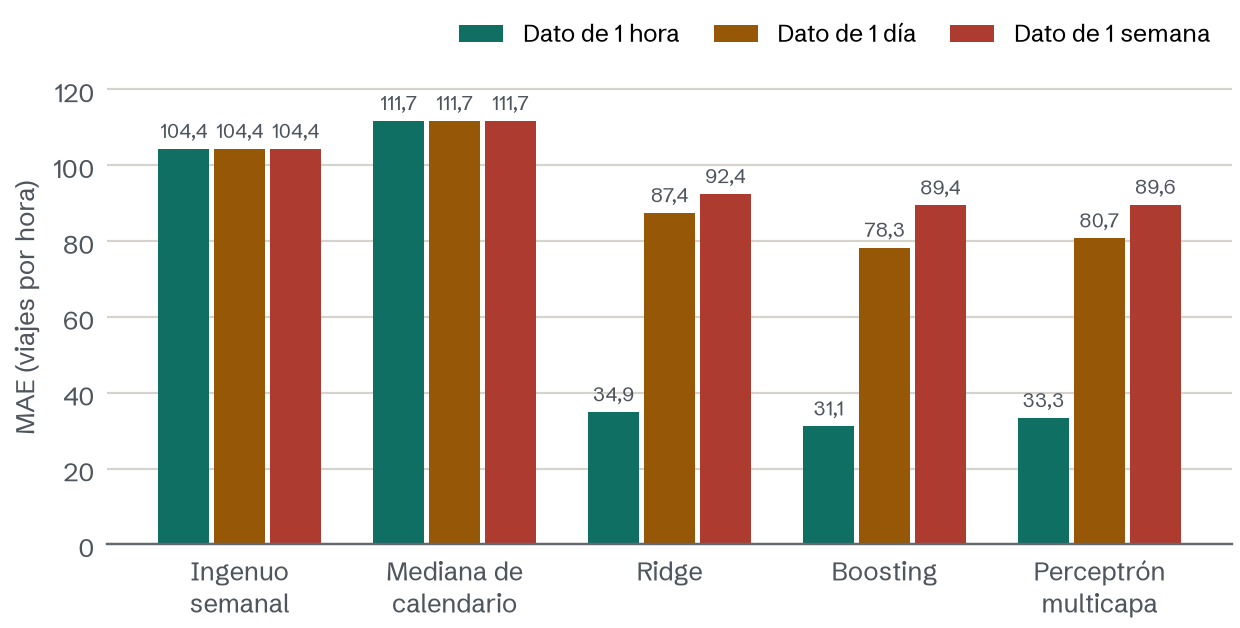 Dato de 1 hora Dato de 1 día Dato de 1 semana
MAE (viajes por hora)
120
100
80
60
40
20
0
104,4 104,4 104,4
111,7 111,7 111,7
34,9 87,4 92,4
31,1 78,3 89,4
33,3 80,7 89,6
Ingenuo
semanal
Mediana de
calendario
Ridge
Boosting
Perceptrón
multicapa